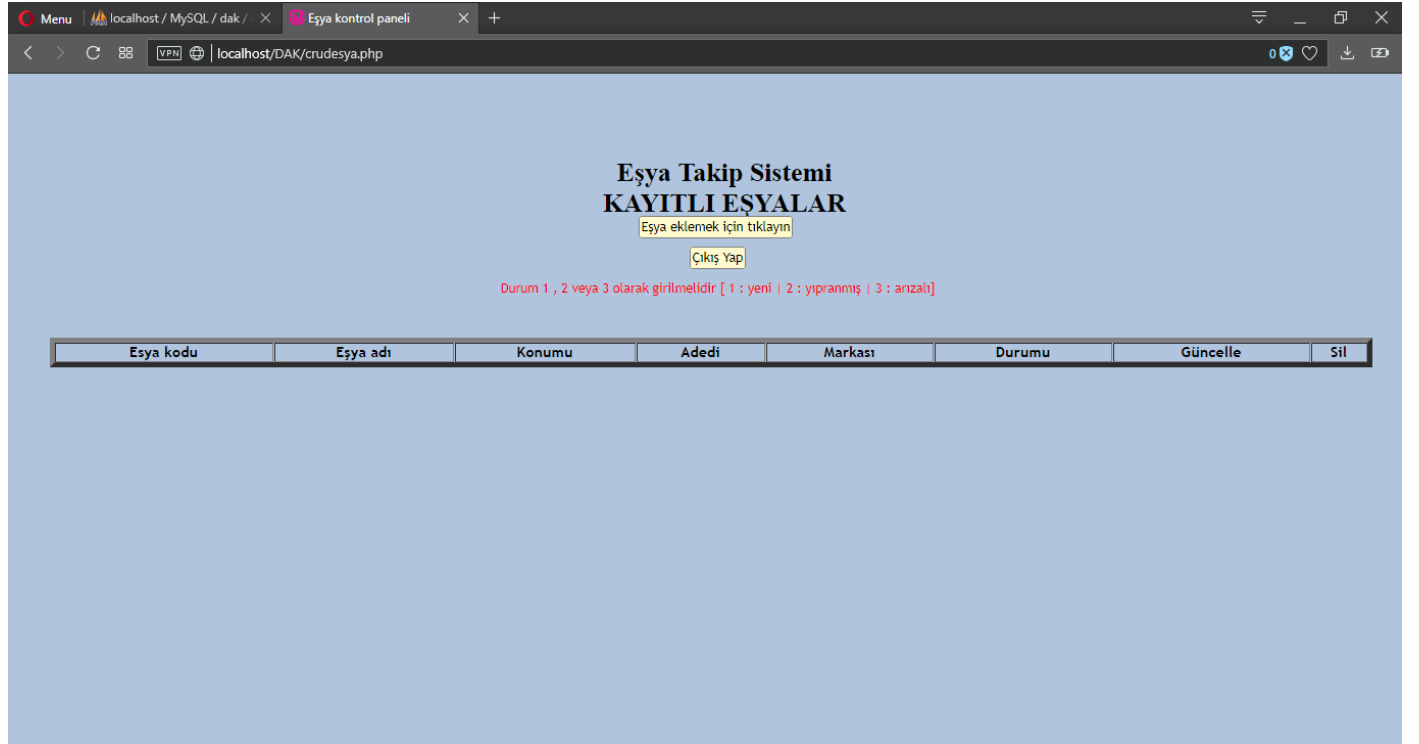 Menu
localhost / MySQL / dak /
Eşya kontrol paneli
VPN
localhost/DAK/crudesya.php
0
Eşya Takip Sistemi
KAYITLI EŞYALAR
Eşya eklemek için tıklayın
Çıkış Yap
Durum 1 , 2 veya 3 olarak girilmelidir [ 1 : yeni | 2 : yıpranmış | 3 : arızalı]
Esya kodu Eşya adı Konumu Adedi Markası Durumu Güncelle Sil